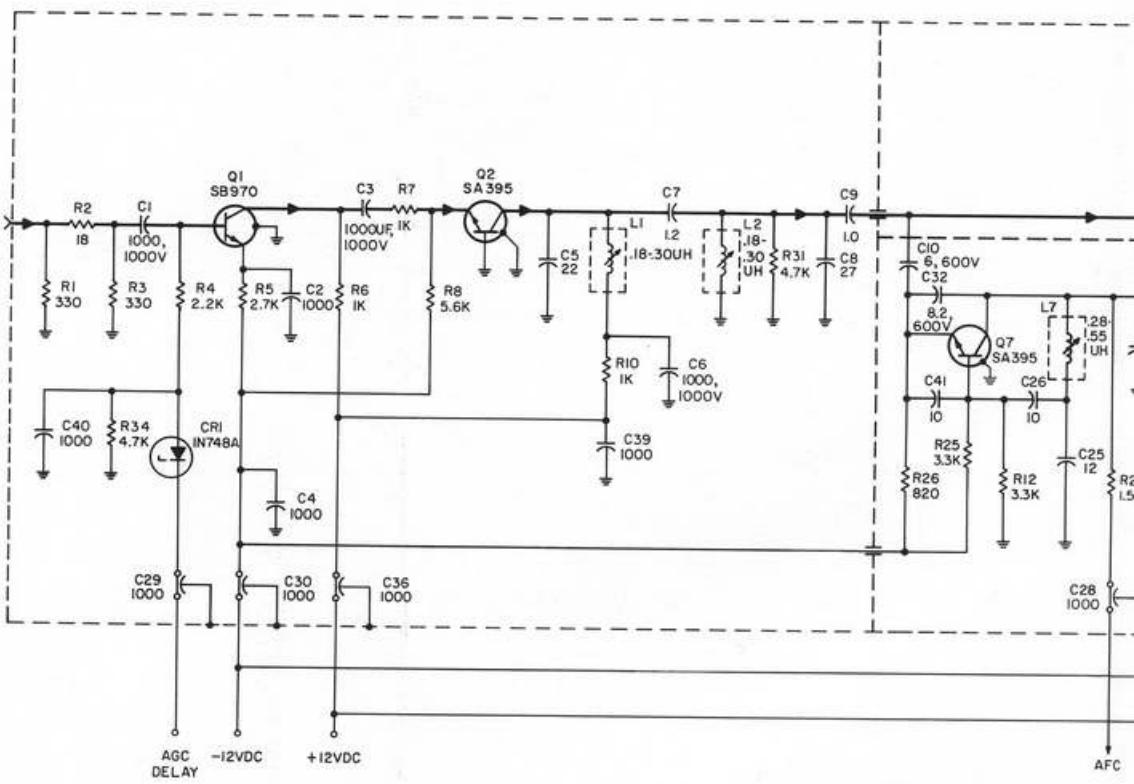 Q1
SB970
R2
18
C1
1000,
1000V
C3
1000UF,
1000V
R7
1K
Q2
SA395
C7
1.2
C9
1.0
L1
.18-.30UH
L2
.18-
.30
UH
C5
22
R31
4.7K
C8
27
C10
6, 600V
C32
8.2
600V
R1
330
R3
330
R4
2.2K
R5
2.7K
C2
1000
R6
1K
R8
5.6K
R10
1K
C6
1000,
1000V
Q7
SA395
L7
.28-
.55
UH
C41
10
C26
10
C40
1000
R34
4.7K
CR1
1N748A
C39
1000
R25
3.3K
R26
820
R12
3.3K
C25
12
R2
1.5
C4
1000
C29
1000
C30
1000
C36
1000
C28
1000
AGC
DELAY
-12VDC
+12VDC
AFC